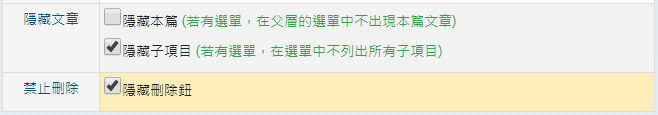 隱藏文章 隱藏本篇 (若有選單，在父層的選單中不出現本篇文章)
隱藏子項目 (若有選單，在選單中不列出所有子項目)
禁止刪除 隱藏刪除鈕